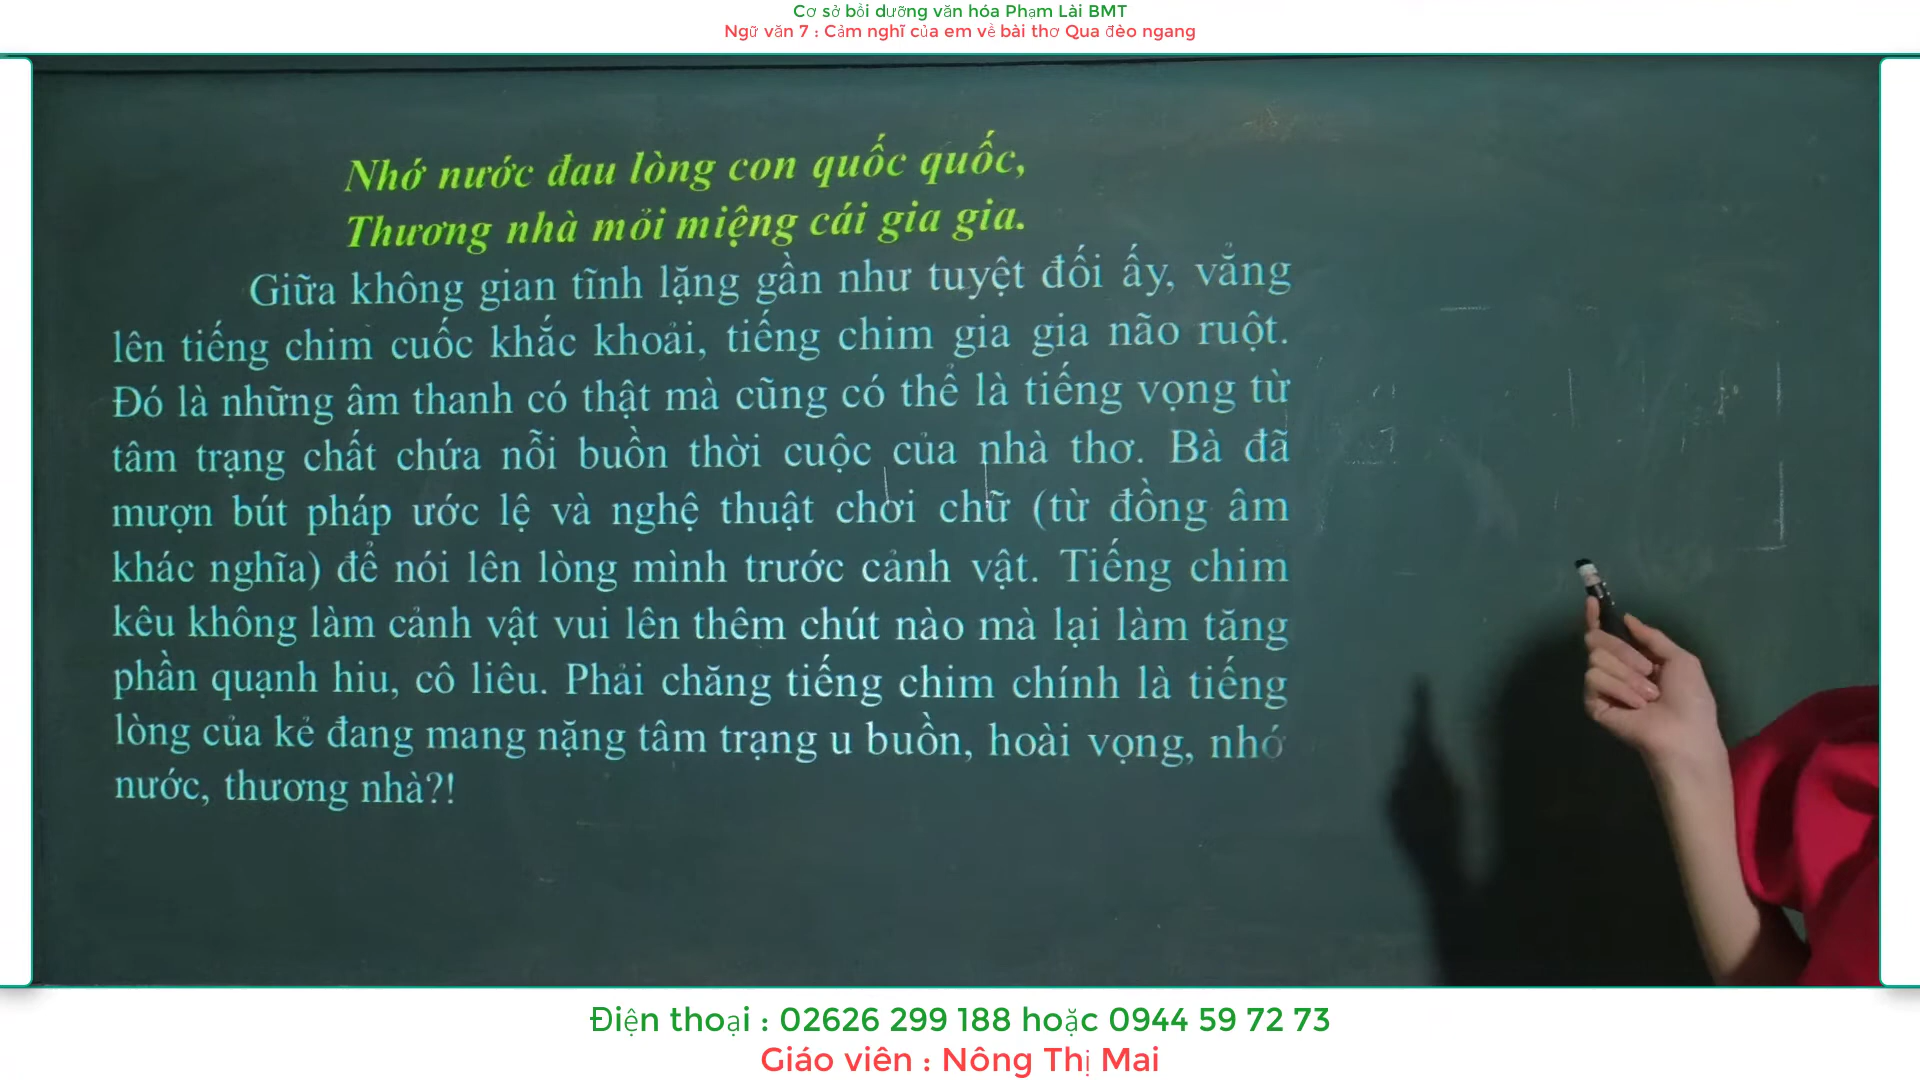 Cơ sở bồi dưỡng văn hóa Phạm Lài BMT
Ngữ văn 7 : Cảm nghĩ của em về bài thơ Qua đèo ngang
Nhớ nước đau lòng con quốc quốc,
Thương nhà mỏi miệng cái gia gia.
Giữa không gian tĩnh lặng gần như tuyệt đối ấy, vẳng
lên tiếng chim cuốc khắc khoải, tiếng chim gia gia não ruột.
Đó là những âm thanh có thật mà cũng có thể là tiếng vọng từ
tâm trạng chất chứa nỗi buồn thời cuộc của nhà thơ. Bà đã
mượn bút pháp ước lệ và nghệ thuật chơi chữ (từ đồng âm
khác nghĩa) để nói lên lòng mình trước cảnh vật. Tiếng chim
kêu không làm cảnh vật vui lên thêm chút nào mà lại làm tăng
phần quạnh hiu, cô liêu. Phải chăng tiếng chim chính là tiếng
lòng của kẻ đang mang nặng tâm trạng u buồn, hoài vọng, nhớ
nước, thương nhà?!
Điện thoại : 02626 299 188 hoặc 0944 59 72 73
Giáo viên : Nông Thị Mai